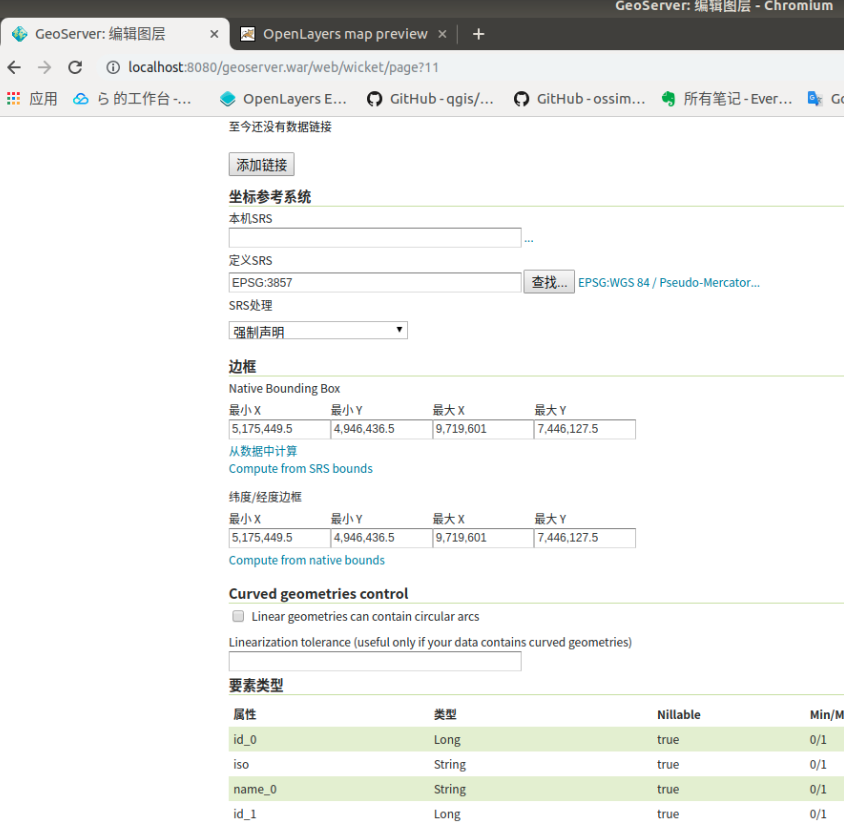 GeoServer: 编辑图层 - Chromium
GeoServer: 编辑图层 × OpenLayers map preview × +
localhost:8080/geoserver.war/web/wicket/page?11
应用 ら 的工作台 -... OpenLayers E... GitHub - qgis/... GitHub - ossim... 所有笔记 - Ever... Go
至今还没有数据链接
添加链接
坐标参考系统
本机SRS
...
定义SRS
EPSG:3857 查找... EPSG:WGS 84 / Pseudo-Mercator...
SRS处理
强制声明
边框
Native Bounding Box
最小 X 最小 Y 最大 X 最大 Y
5,175,449.5 4,946,436.5 9,719,601 7,446,127.5
从数据中计算
Compute from SRS bounds
纬度/经度边框
最小 X 最小 Y 最大 X 最大 Y
5,175,449.5 4,946,436.5 9,719,601 7,446,127.5
Compute from native bounds
Curved geometries control
Linear geometries can contain circular arcs
Linearization tolerance (useful only if your data contains curved geometries)
要素类型
属性 类型 Nillable Min/M
id_0 Long true 0/1
iso String true 0/1
name_0 String true 0/1
id_1 Long true 0/1